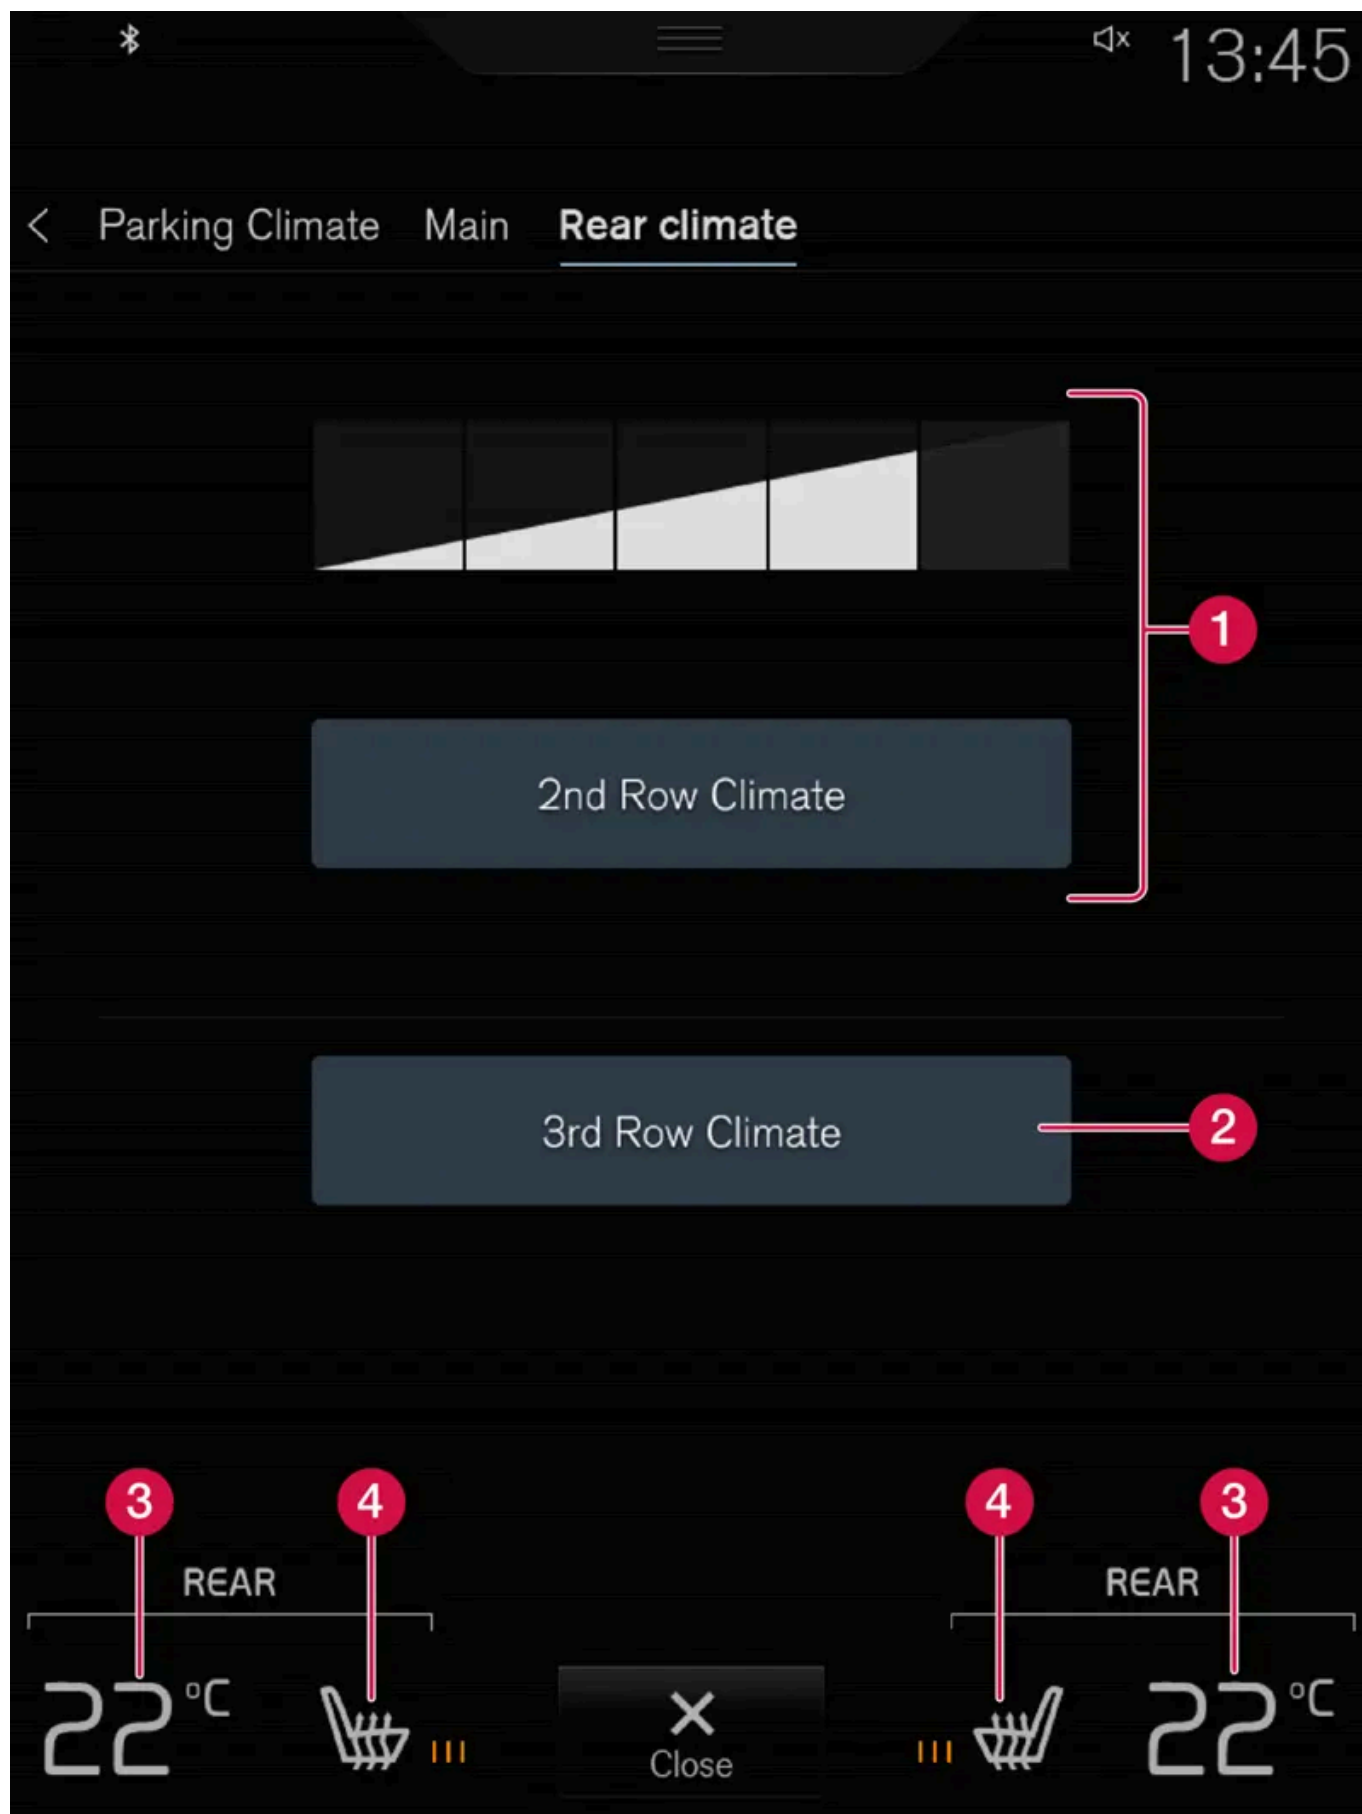 13:45
Parking Climate Main Rear climate
1
2nd Row Climate
3rd Row Climate
2
3 4 4 3
REAR REAR
22 °C 22 °C
Close